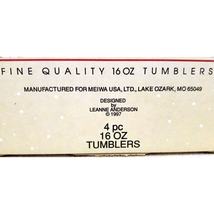 FINE QUALITY 16 OZ TUMBLERS
MANUFACTURED FOR MEIWA USA, LTD., LAKE OZARK, MO 65049
DESIGNED
BY
LEANNE ANDERSON
© 1997
4 pc
16 OZ
TUMBLERS